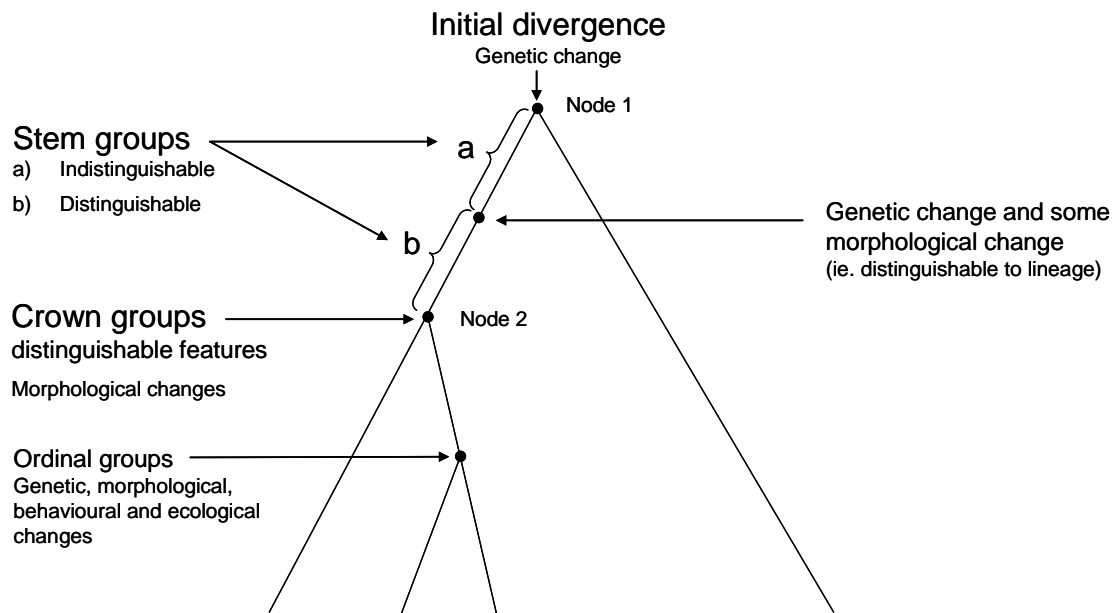 Initial divergence
Genetic change
Node 1
Stem groups
a) Indistinguishable
b) Distinguishable
a
b
Genetic change and some
morphological change
(ie. distinguishable to lineage)
Crown groups
distinguishable features
Morphological changes
Node 2
Ordinal groups
Genetic, morphological,
behavioural and ecological
changes